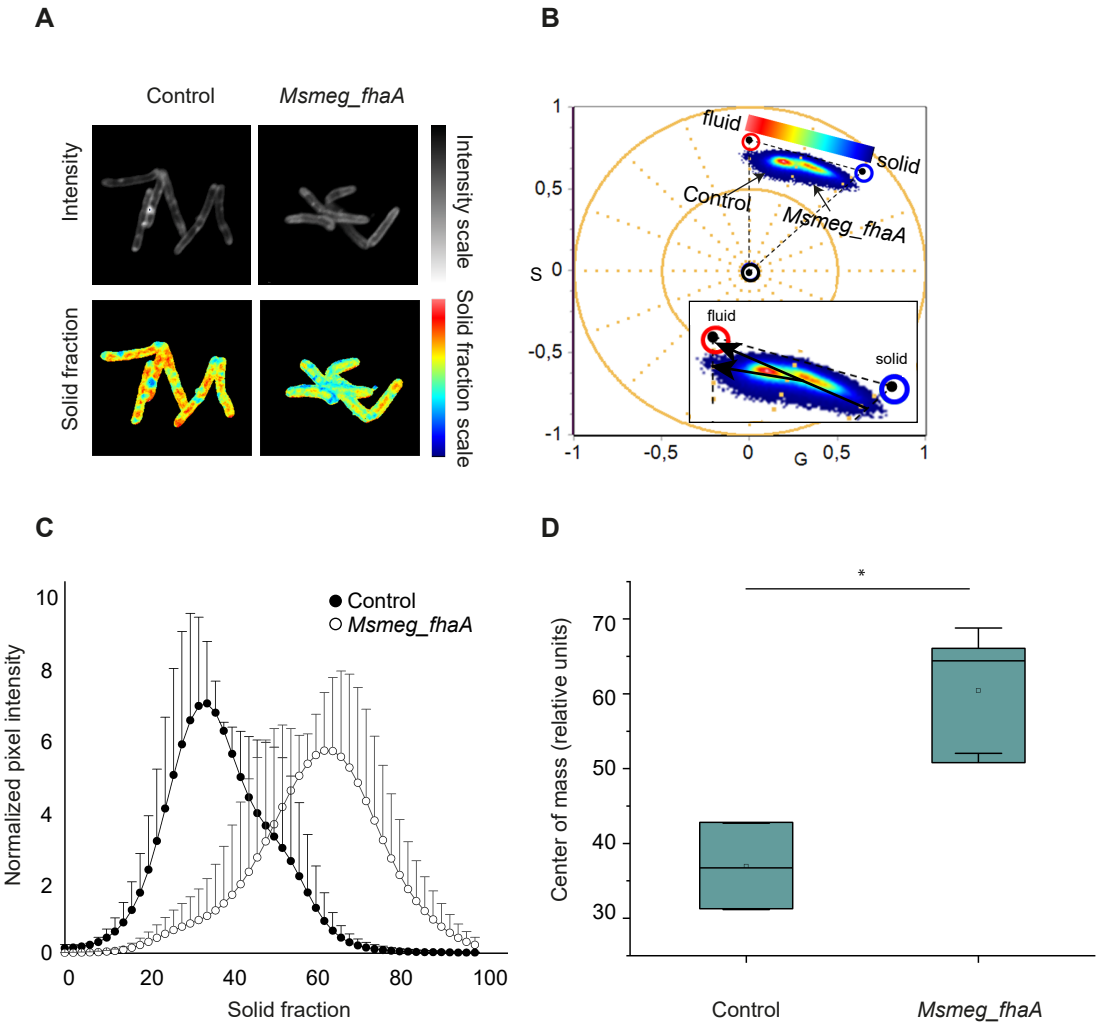 A
Control
Msmeg_fhaA
Intensity
Intensity scale
Solid fraction
Solid fraction scale
B
1
0,5
S 0
-0,5
-1
-1
-0,5
0
G
0,5
1
fluid
solid
Control
Msmeg_fhaA
fluid
solid
C
Normalized pixel intensity
10
8
6
4
2
0
Control
Msmeg_fhaA
0 20 40 60 80 100
Solid fraction
D
*
Center of mass (relative units)
70
60
50
40
30
Control
Msmeg_fhaA